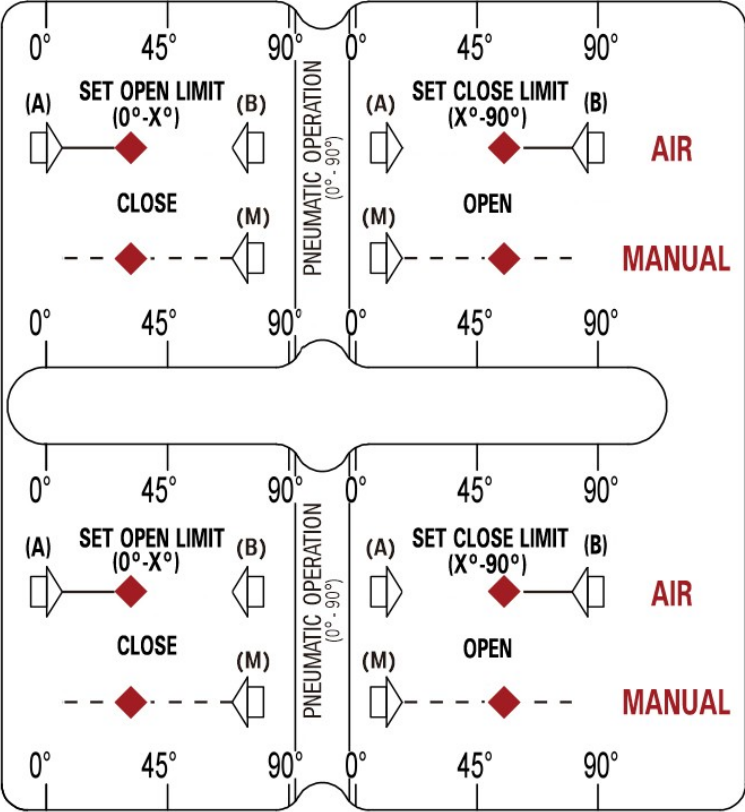 0° 45° 90° 0° 45° 90°
SET OPEN LIMIT
(0°-X°)
SET CLOSE LIMIT
(X°-90°)
(A) (B) (A) (B)
AIR
CLOSE OPEN
(M) (M)
MANUAL
PNEUMATIC OPERATION
(0°- 90°)
0° 45° 90° 0° 45° 90°
0° 45° 90° 0° 45° 90°
SET OPEN LIMIT
(0°-X°)
SET CLOSE LIMIT
(X°-90°)
(A) (B) (A) (B)
AIR
CLOSE OPEN
(M) (M)
MANUAL
PNEUMATIC OPERATION
(0°- 90°)
0° 45° 90° 0° 45° 90°